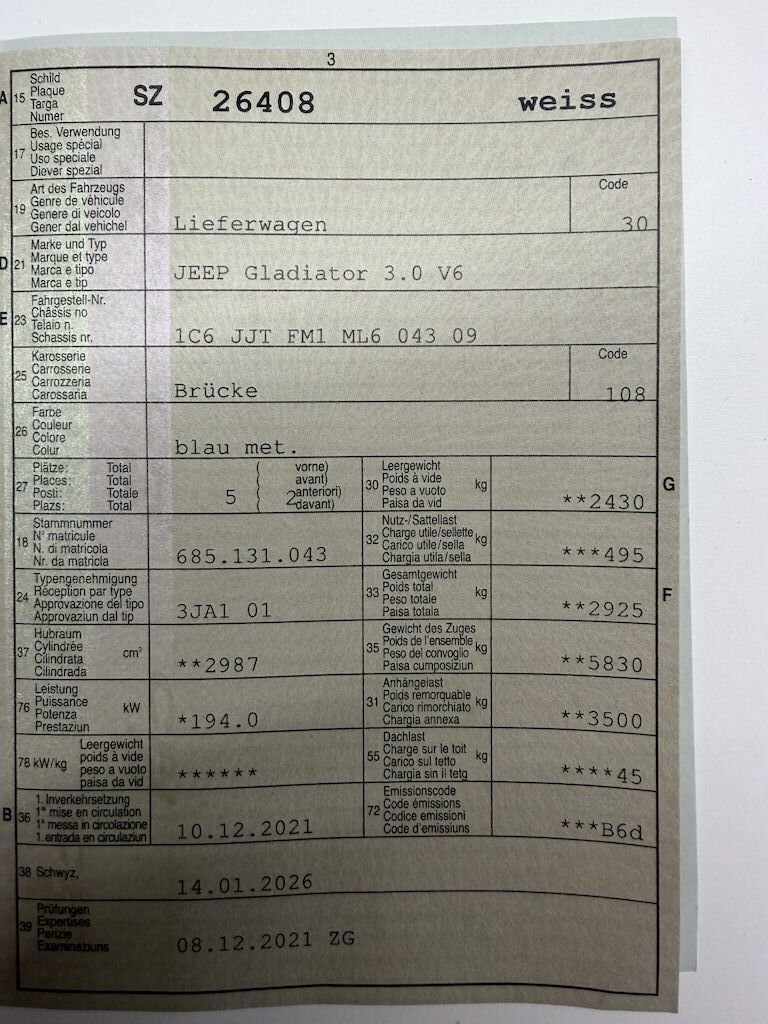 3
A 15 Schild
Plaque
Targa
Numer
SZ 26408 weiss
17 Bes. Verwendung
Usage spécial
Uso speciale
Diever spezial
19 Art des Fahrzeugs
Genre de véhicule
Genere di veicolo
Gener dal vehichel
Lieferwagen
Code
30
D 21 Marke und Typ
Marque et type
Marca e tipo
Marca e tip
JEEP Gladiator 3.0 V6
E 23 Fahrgestell-Nr.
Châssis no
Telaio n.
Schassis nr.
1C6 JJT FM1 ML6 043 09
25 Karosserie
Carrosserie
Carrozzeria
Carossaria
Brücke
Code
108
26 Farbe
Couleur
Colore
Colur
blau met.
27 Plätze: Total
Places: Total
Posti: Totale
Plazs: Total
5
( vorne)
( avant)
( 2 anteriori)
( davant)
30 Leergewicht
Poids à vide
Peso a vuoto
Paisa da vid
kg
**2430
G
18 Stammnummer
N° matricule
N. di matricola
Nr. da matricla
685.131.043
32 Nutz-/Sattellast
Charge utile/sellette
Carico utile/sella
Chargia utila/sella
kg
***495
24 Typengenehmigung
Réception par type
Approvazione del tipo
Approvaziun dal tip
3JA1 01
33 Gesamtgewicht
Poids total
Peso totale
Paisa totala
kg
**2925
F
37 Hubraum
Cylindrée
Cilindrata
Cilindrada
cm³
**2987
35 Gewicht des Zuges
Poids de l'ensemble
Peso del convoglio
Paisa cumposiziun
kg
**5830
76 Leistung
Puissance
Potenza
Prestaziun
kW
*194.0
31 Anhängelast
Poids remorquable
Carico rimorchiato
Chargia annexa
kg
**3500
78 kW/kg Leergewicht
poids à vide
peso a vuoto
paisa da vid
******
55 Dachlast
Charge sur le toit
Carico sul tetto
Chargia sin il tetg
kg
****45
B 36 1. Inverkehrsetzung
1re mise en circulation
1a messa in circolazione
1. entrada en circulaziun
10.12.2021
72 Emissionscode
Code émissions
Codice emissioni
Code d'emissiuns
***B6d
38 Schwyz,
14.01.2026
39 Prüfungen
Expertises
Perizie
Examinaziuns
08.12.2021 ZG